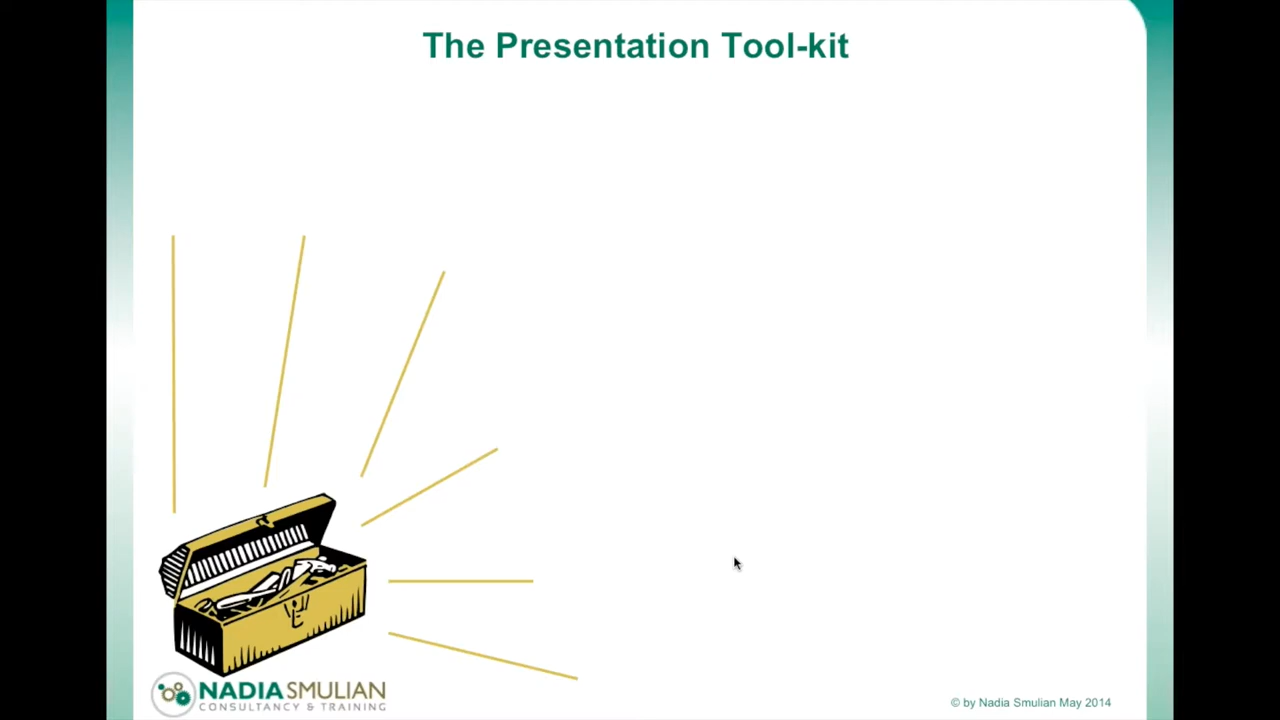 The Presentation Tool-kit
NADIA SMULIAN
CONSULTANCY & TRAINING
© by Nadia Smulian May 2014